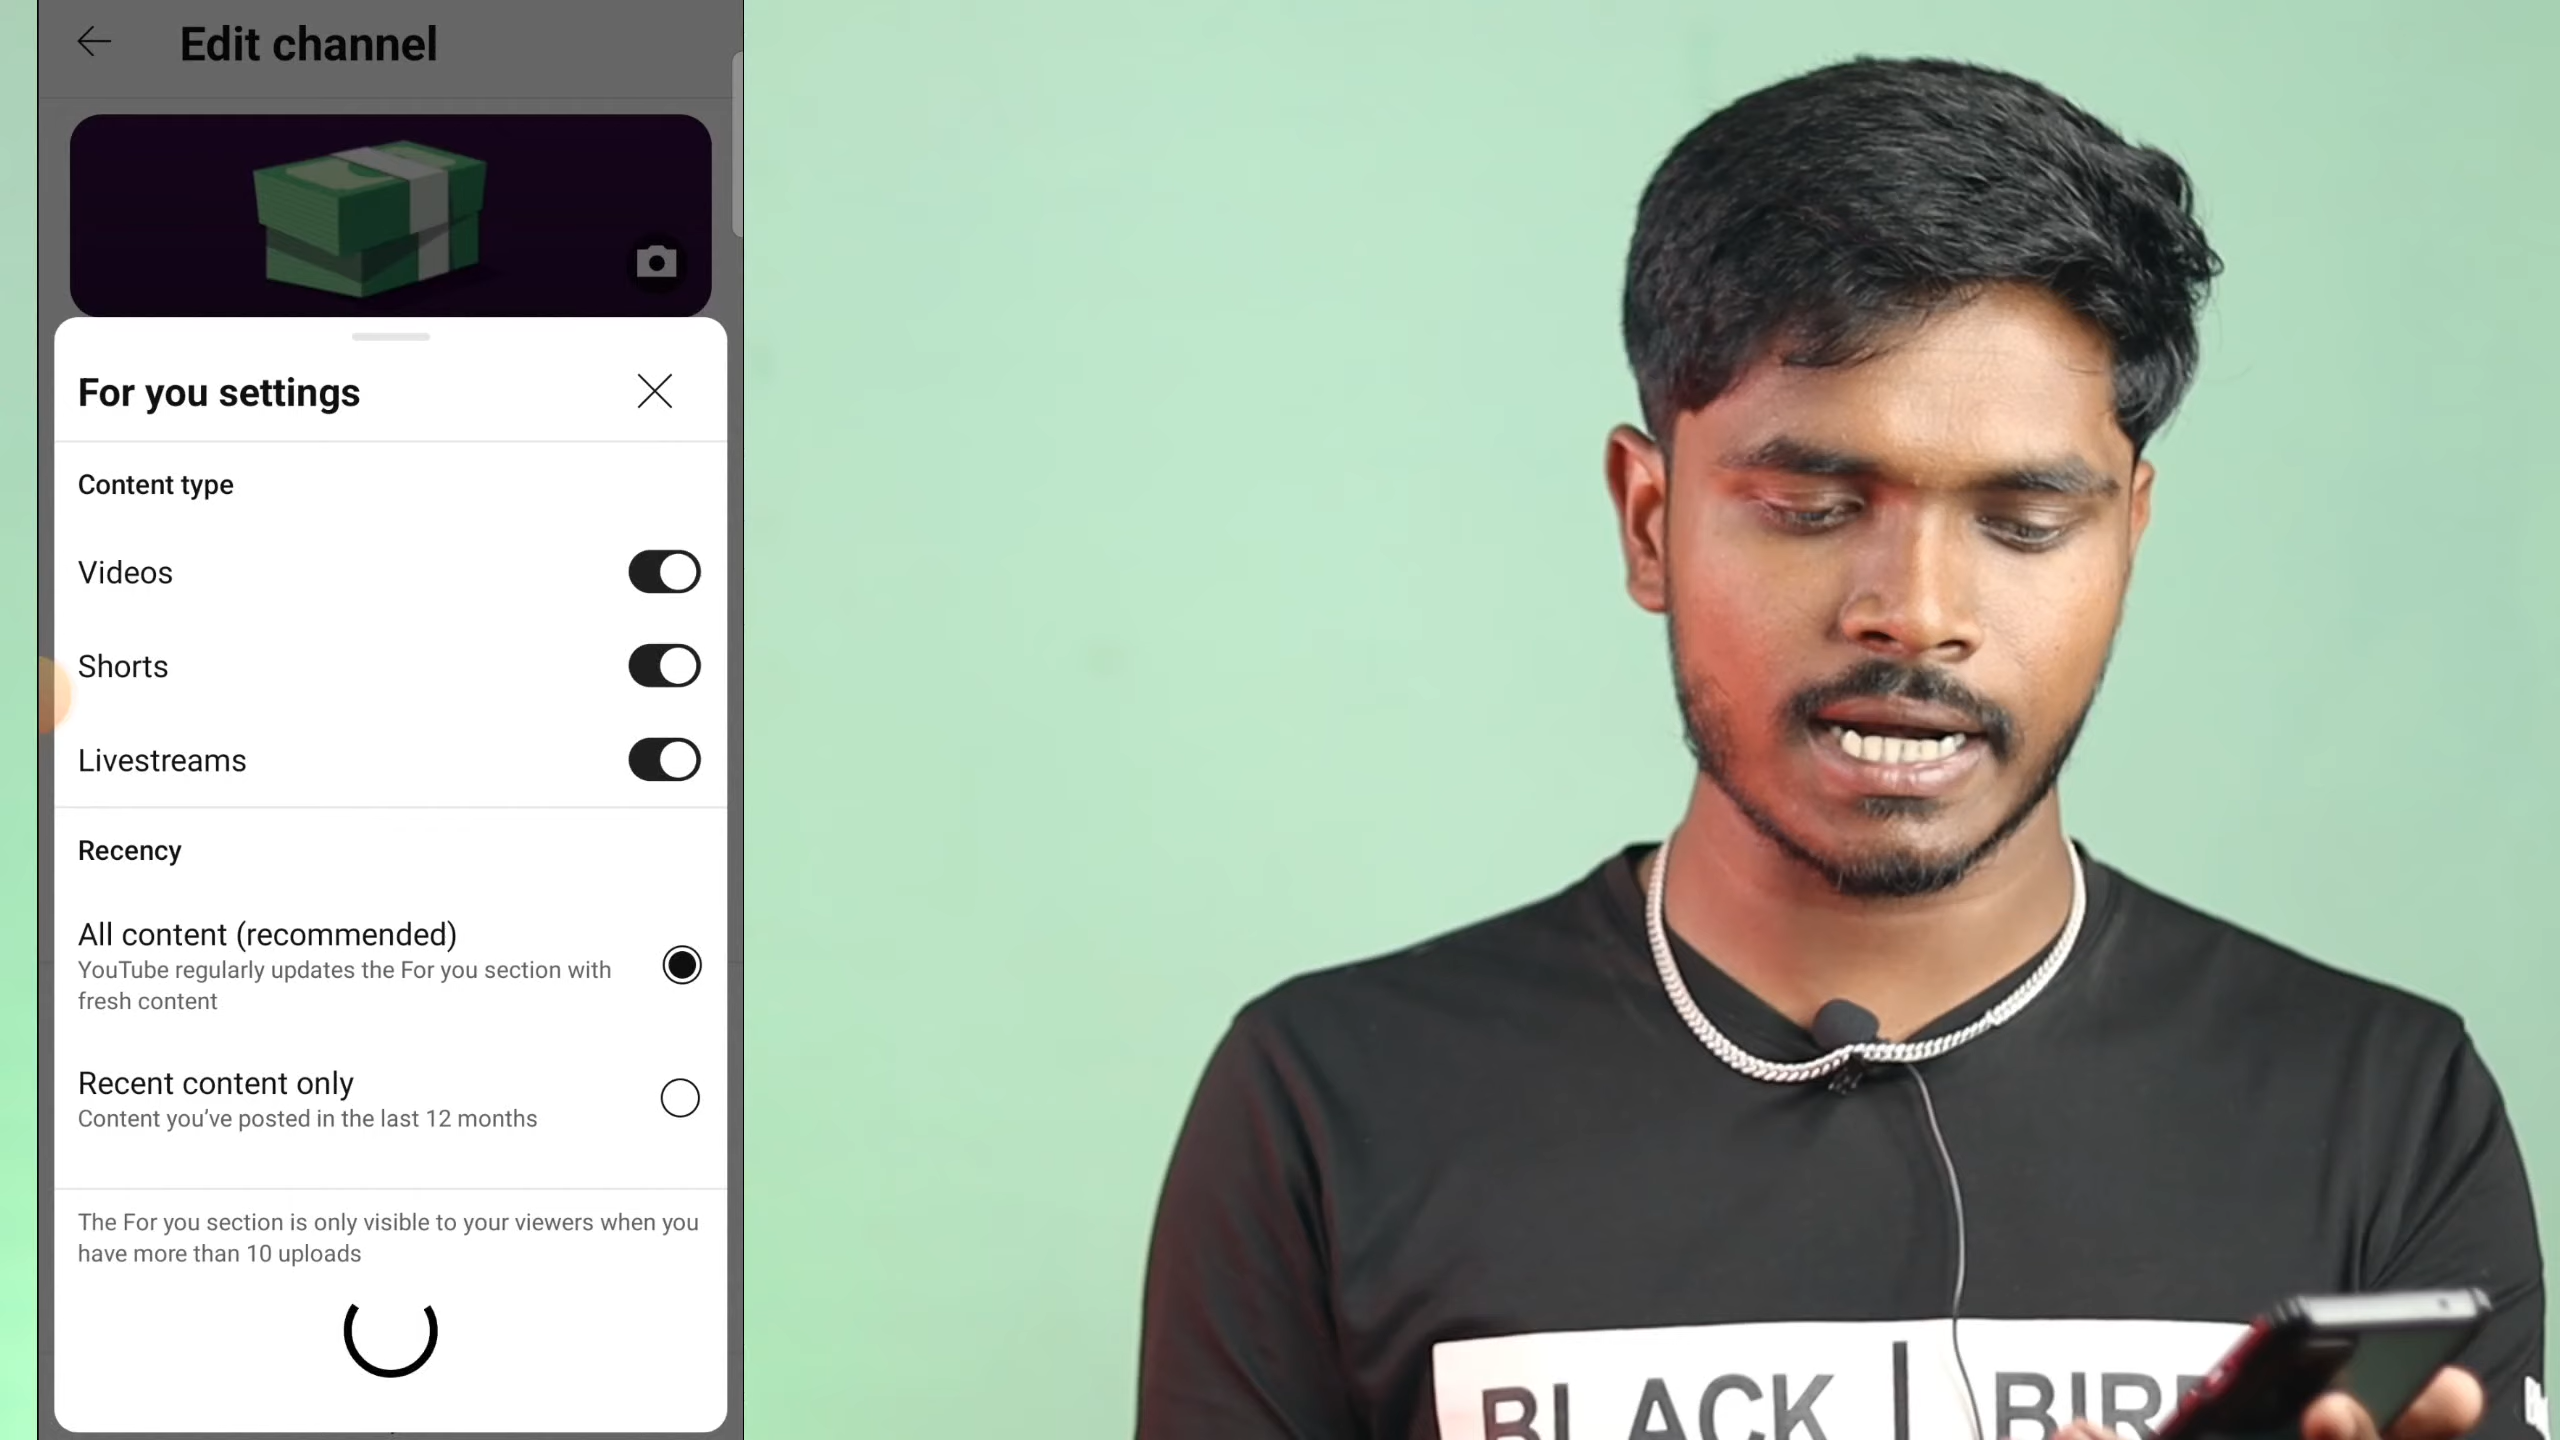 Edit channel
For you settings
Content type
Videos
Shorts
Livestreams
Recency
All content (recommended)
YouTube regularly updates the For you section with
fresh content
Recent content only
Content you’ve posted in the last 12 months
The For you section is only visible to your viewers when you
have more than 10 uploads
BLACK